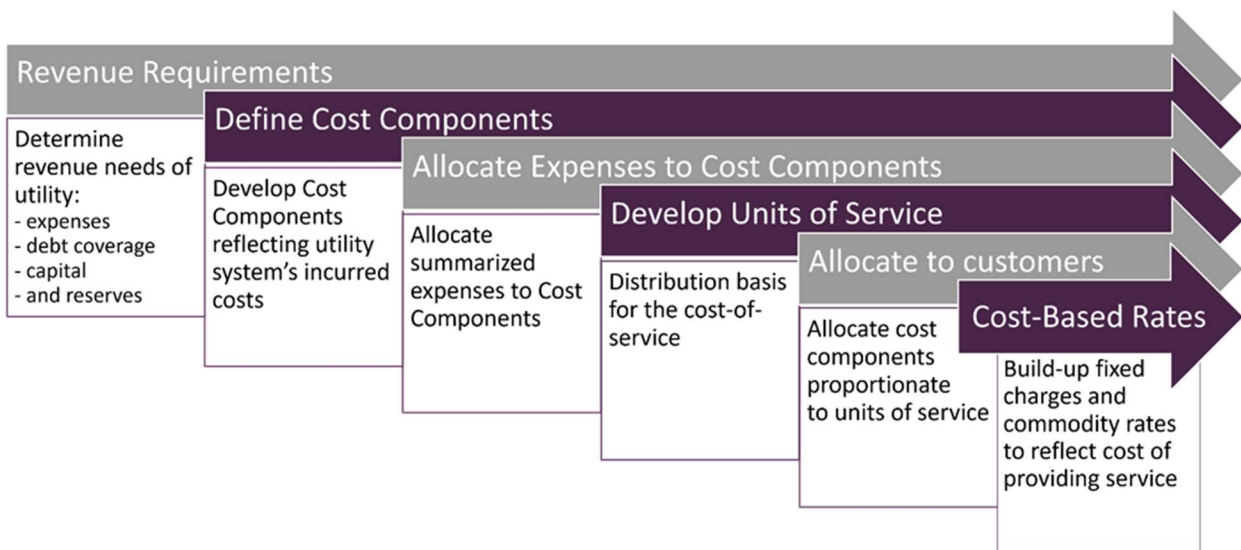 Revenue Requirements
Determine
revenue needs of
utility:
- expenses
- debt coverage
- capital
- and reserves
Define Cost Components
Develop Cost
Components
reflecting utility
system's incurred
costs
Allocate Expenses to Cost Components
Allocate
summarized
expenses to Cost
Components
Develop Units of Service
Distribution basis
for the cost-of-
service
Allocate to customers
Allocate cost
components
proportionate
to units of service
Cost-Based Rates
Build-up fixed
charges and
commodity rates
to reflect cost of
providing service